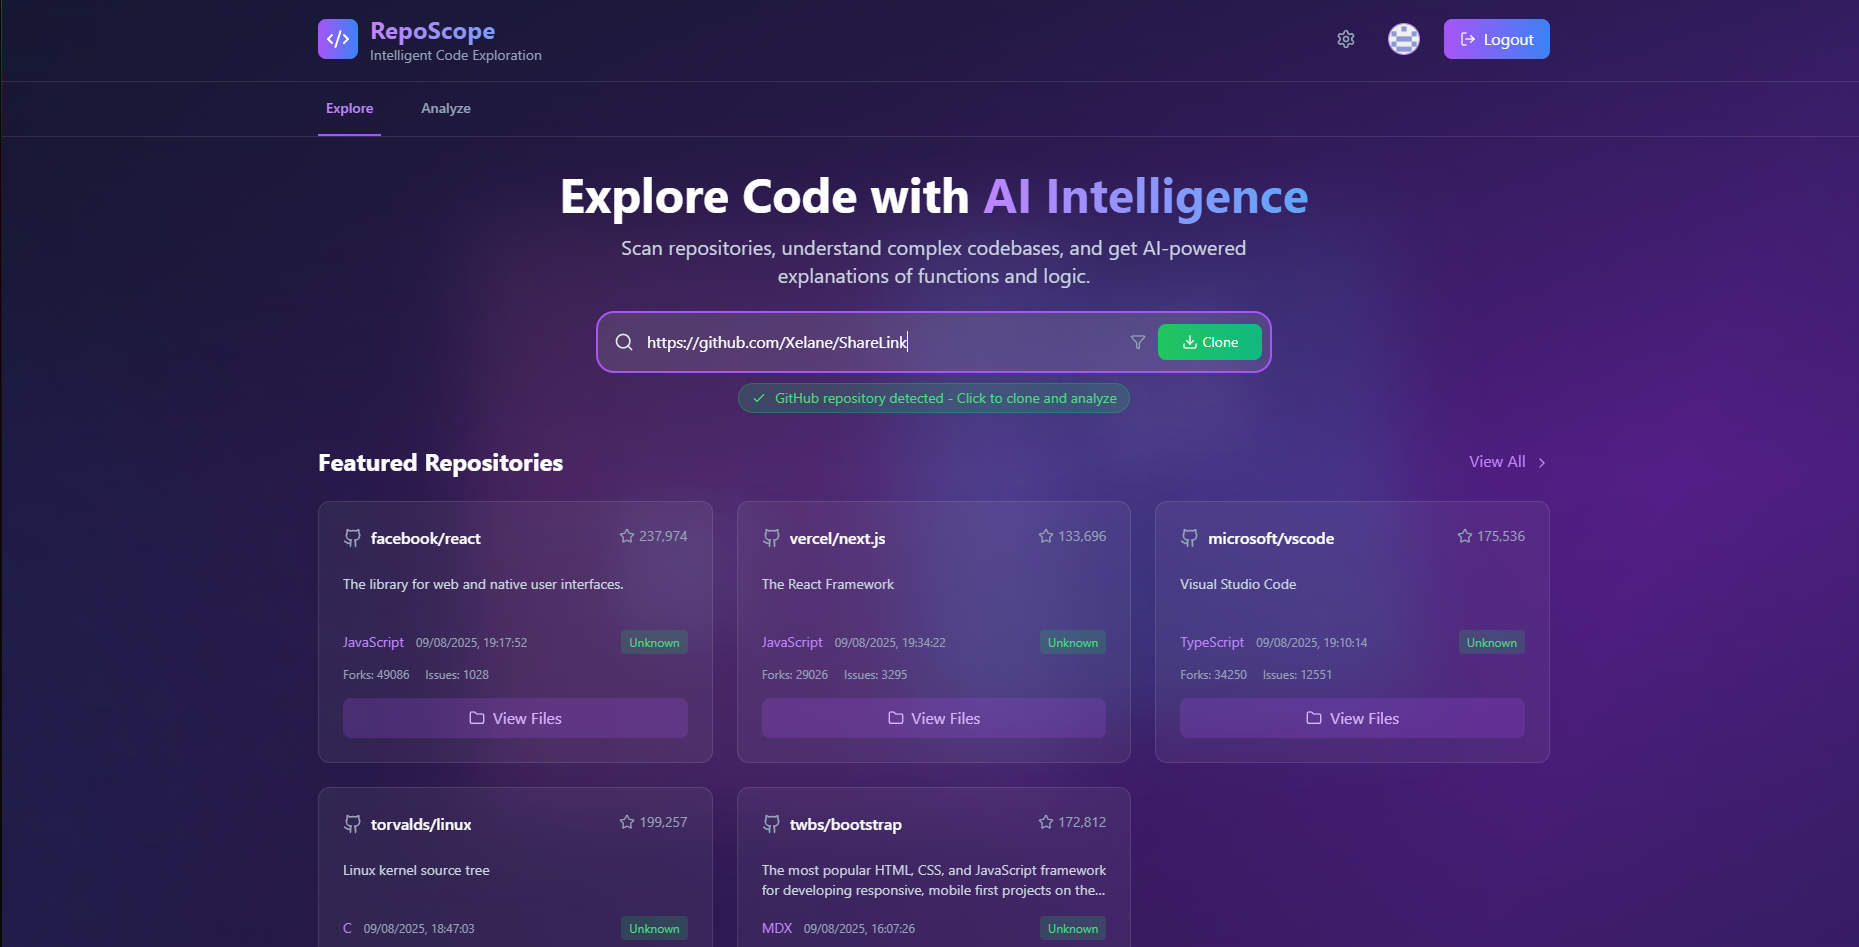 RepoScope
Intelligent Code Exploration
Logout
Explore
Analyze
Explore Code with AI Intelligence
Scan repositories, understand complex codebases, and get AI-powered
explanations of functions and logic.
https://github.com/Xelane/ShareLink
Clone
GitHub repository detected - Click to clone and analyze
Featured Repositories
View All
facebook/react
237,974
The library for web and native user interfaces.
JavaScript 09/08/2025, 19:17:52
Unknown
Forks: 49086 Issues: 1028
View Files
vercel/next.js
133,696
The React Framework
JavaScript 09/08/2025, 19:34:22
Unknown
Forks: 29026 Issues: 3295
View Files
microsoft/vscode
175,536
Visual Studio Code
TypeScript 09/08/2025, 19:10:14
Unknown
Forks: 34250 Issues: 12551
View Files
torvalds/linux
199,257
Linux kernel source tree
C 09/08/2025, 18:47:03
Unknown
twbs/bootstrap
172,812
The most popular HTML, CSS, and JavaScript framework
for developing responsive, mobile first projects on the...
MDX 09/08/2025, 16:07:26
Unknown